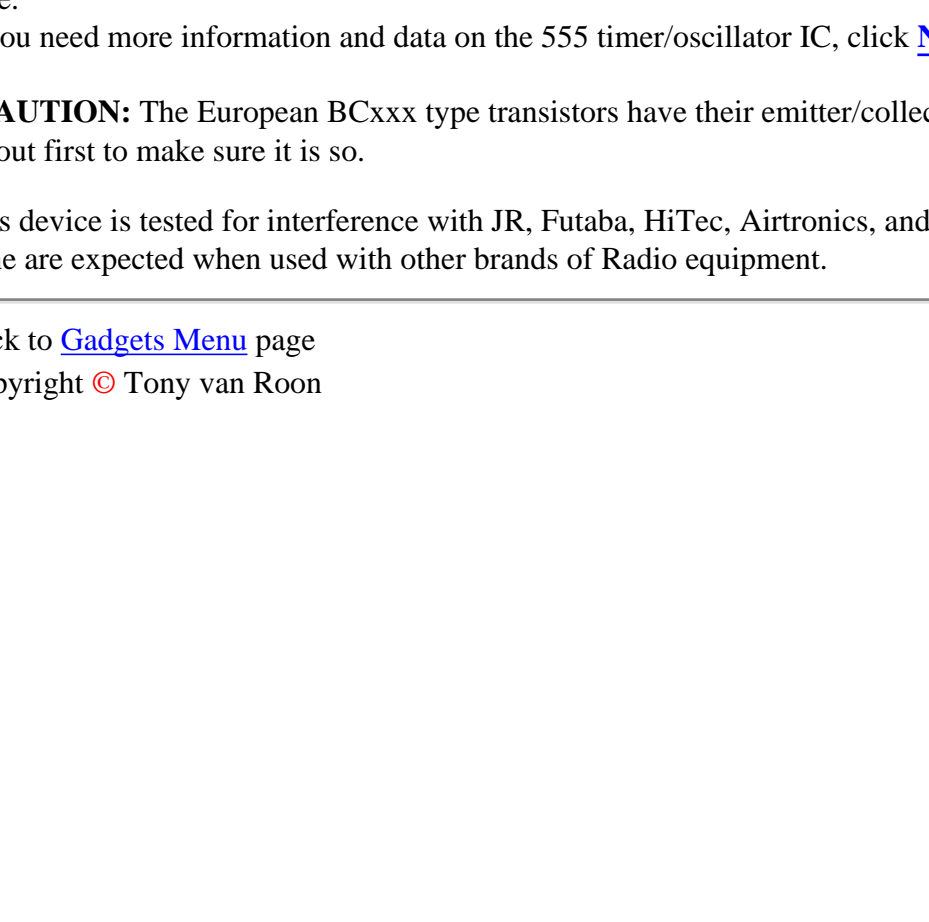 e.
ou need more information and data on the 555 timer/oscillator IC, click N
AUTION: The European BCxxx type transistors have their emitter/collec
out first to make sure it is so.
s device is tested for interference with JR, Futaba, HiTec, Airtronics, and
ne are expected when used with other brands of Radio equipment.
ck to Gadgets Menu page
pyright © Tony van Roon